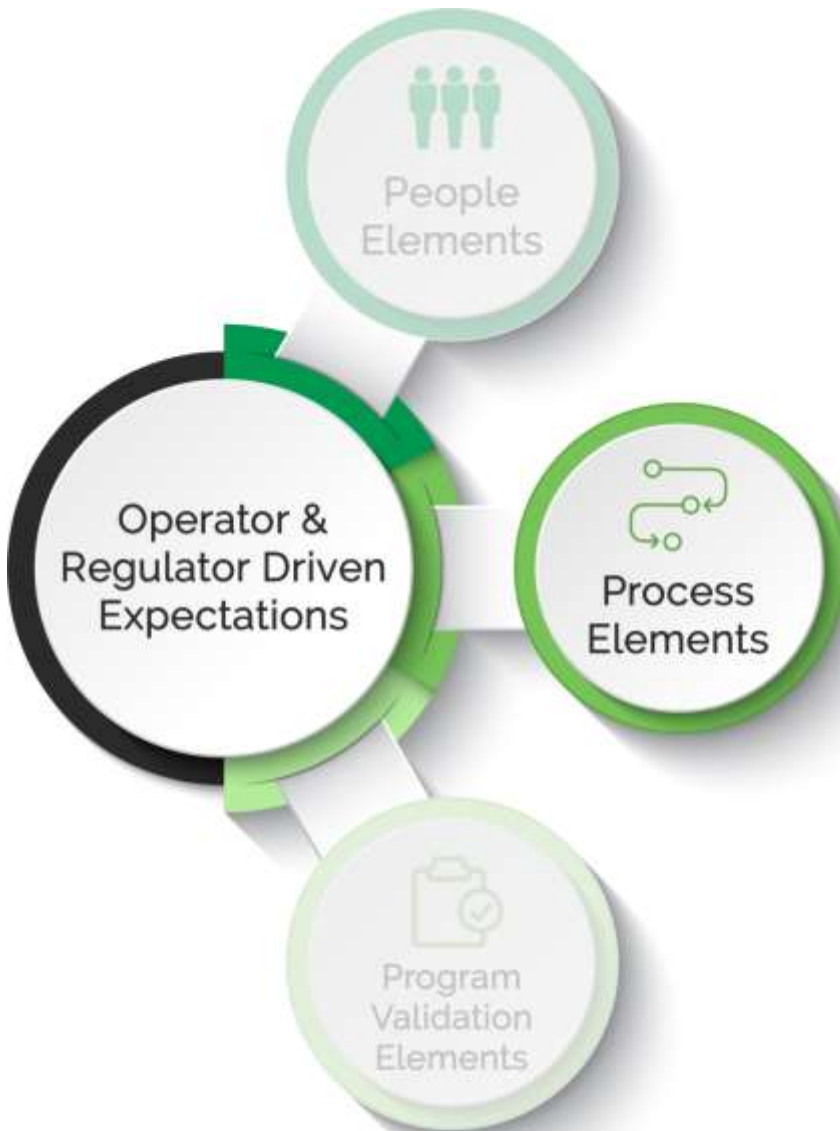 People
Elements
Operator &
Regulator Driven
Expectations
Process
Elements
Program
Validation
Elements